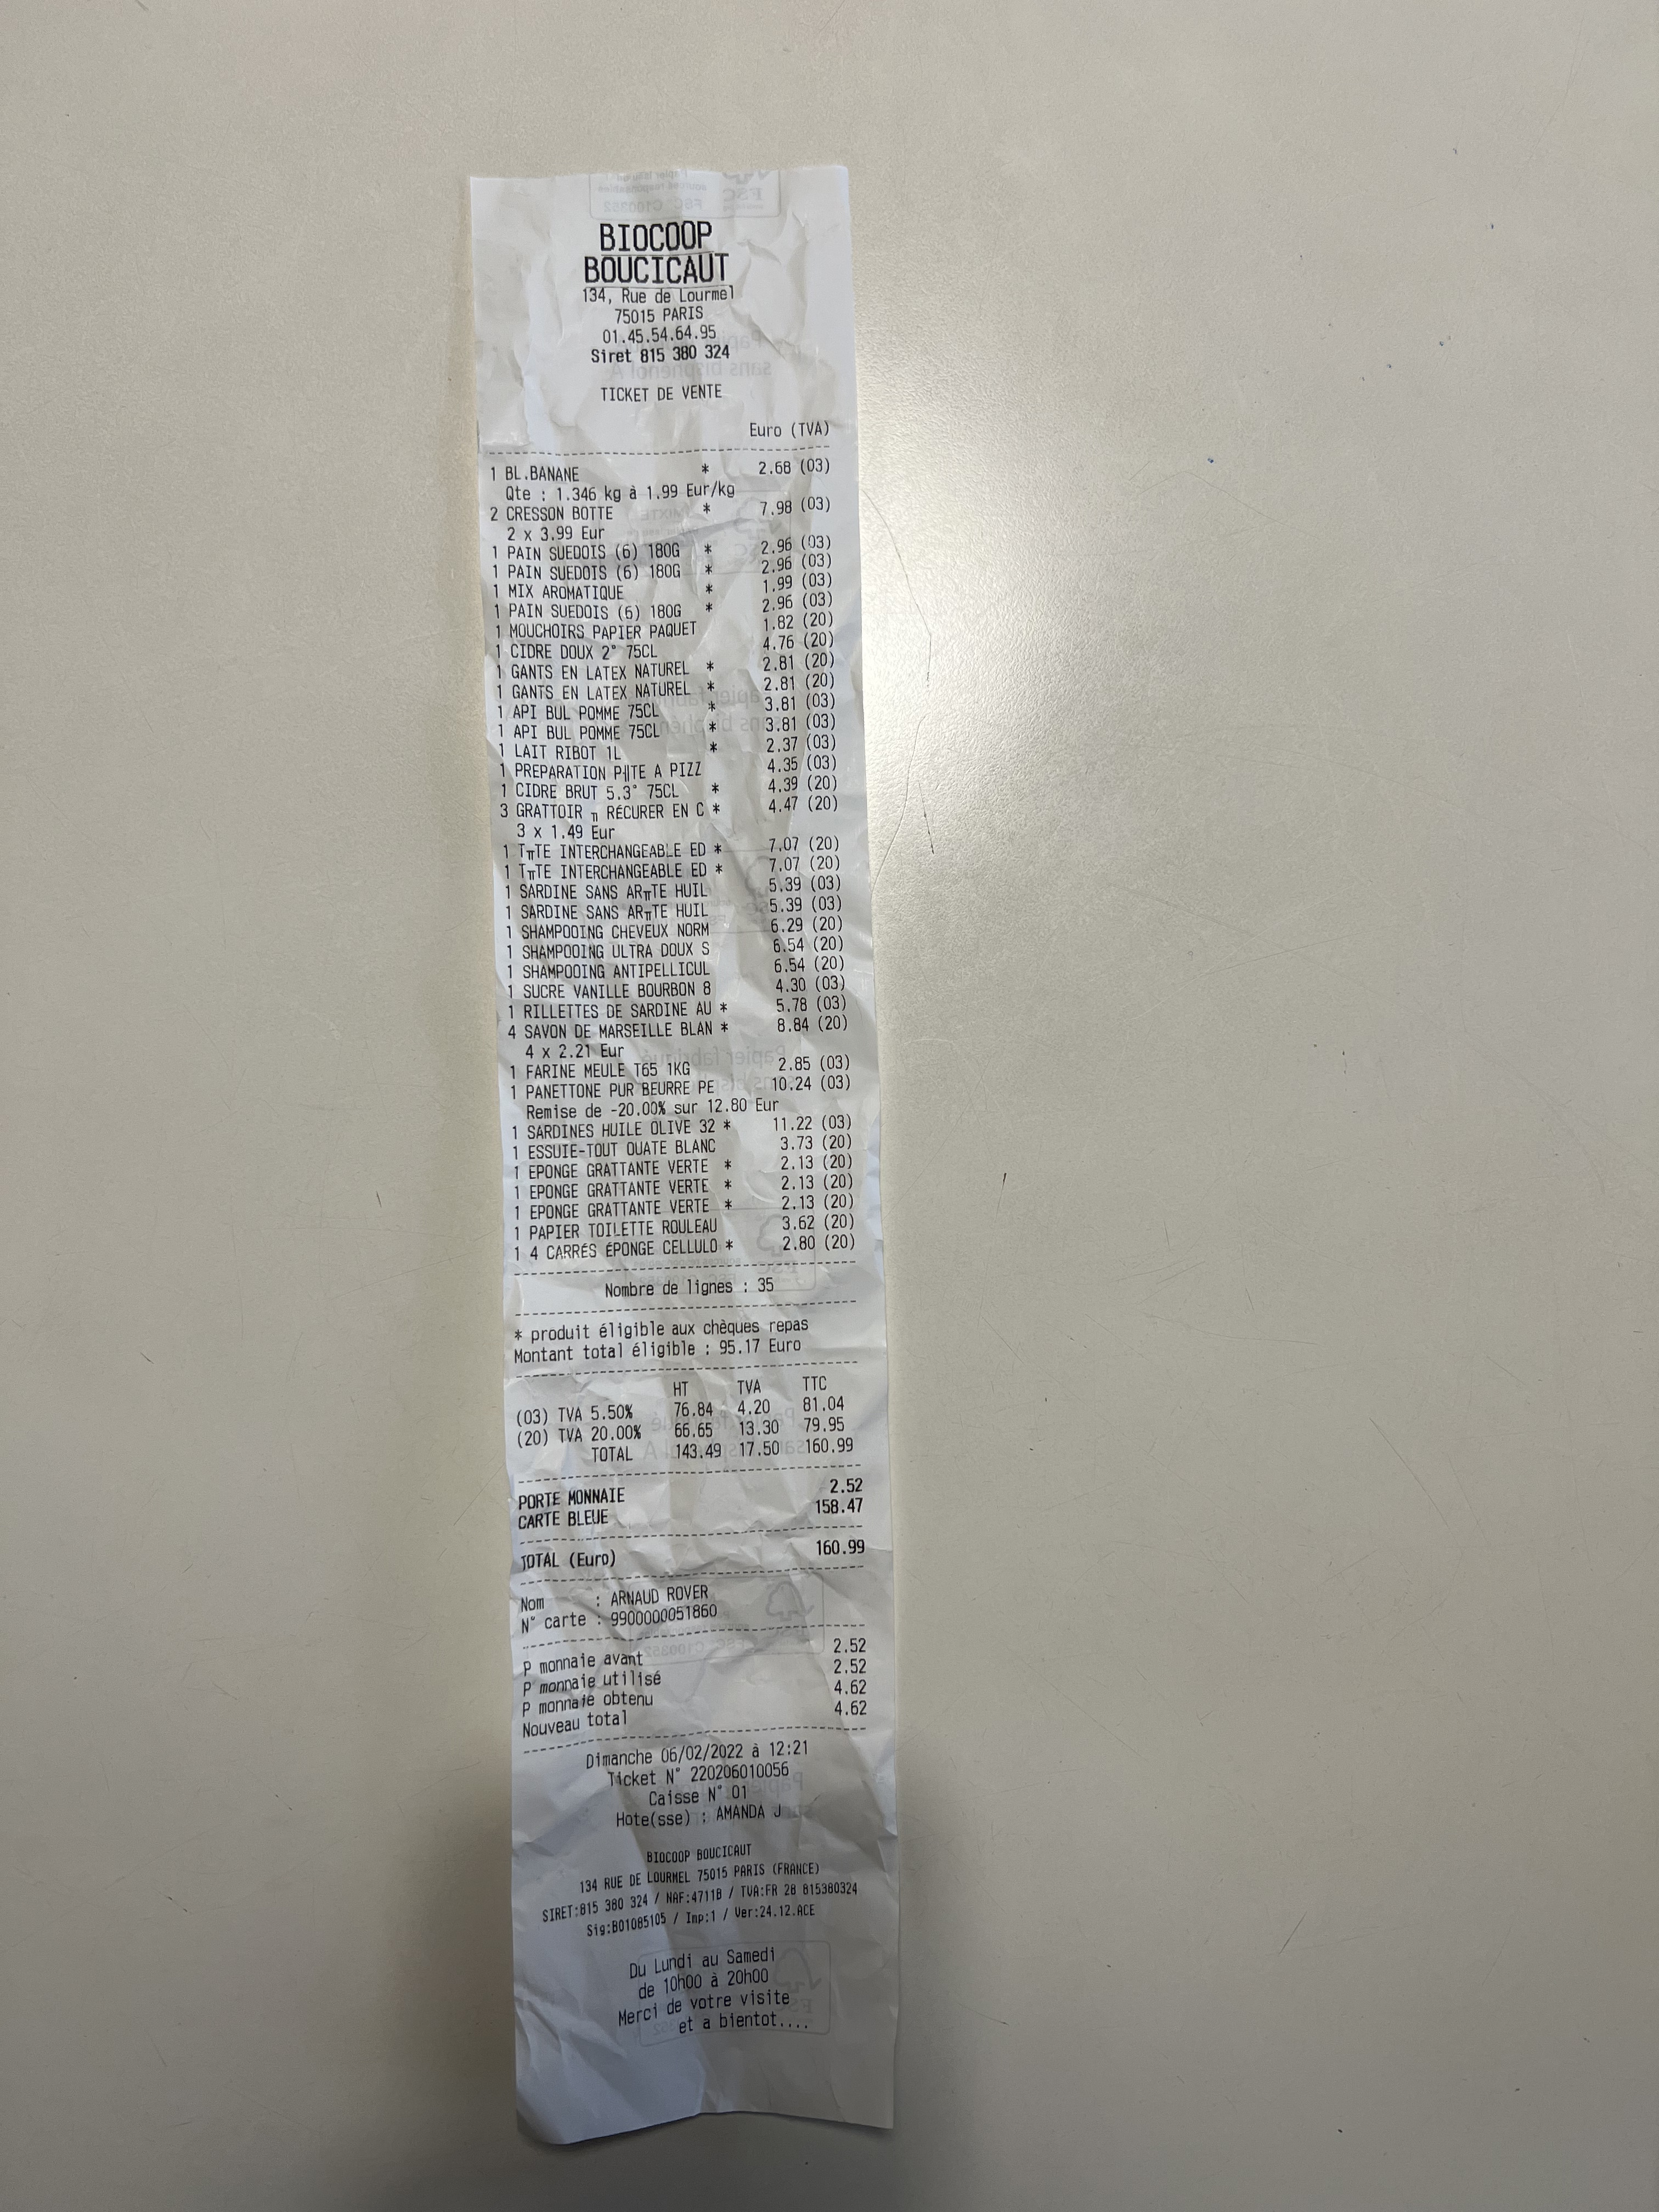 BIOCOOP
BOUCICAUT
134, Rue de Lourmel
75015 PARIS
01.45.54.64.95
Siret 815 380 324
TICKET DE VENTE
Euro (TVA)
1 BL.BANANE * 2.68 (03)
Qte : 1.346 kg à 1.99 Eur/kg
2 CRESSON BOTTE * 7.98 (03)
2 x 3.99 Eur
1 PAIN SUEDOIS (6) 180G * 2.96 (03)
1 PAIN SUEDOIS (6) 180G * 2.96 (03)
1 MIX AROMATIQUE * 1.99 (03)
1 PAIN SUEDOIS (6) 180G * 2.96 (03)
1 MOUCHOIRS PAPIER PAQUET 1.82 (20)
1 CIDRE DOUX 2° 75CL 4.76 (20)
1 GANTS EN LATEX NATUREL * 2.81 (20)
1 GANTS EN LATEX NATUREL * 2.81 (20)
1 API BUL POMME 75CL * 3.81 (03)
1 API BUL POMME 75CL * 3.81 (03)
1 LAIT RIBOT 1L * 2.37 (03)
1 PREPARATION P╫TE A PIZZ 4.35 (03)
1 CIDRE BRUT 5.3° 75CL * 4.39 (20)
3 GRATTOIR ╥ RÉCURER EN C * 4.47 (20)
3 x 1.49 Eur
1 T╥TE INTERCHANGEABLE ED * 7.07 (20)
1 T╥TE INTERCHANGEABLE ED * 7.07 (20)
1 SARDINE SANS AR╥TE HUIL 5.39 (03)
1 SARDINE SANS AR╥TE HUIL 5.39 (03)
1 SHAMPOOING CHEVEUX NORM 6.29 (20)
1 SHAMPOOING ULTRA DOUX S 6.54 (20)
1 SHAMPOOING ANTIPELLICUL 6.54 (20)
1 SUCRE VANILLE BOURBON 8 4.30 (03)
1 RILLETTES DE SARDINE AU * 5.78 (03)
4 SAVON DE MARSEILLE BLAN * 8.84 (20)
4 x 2.21 Eur
1 FARINE MEULE T65 1KG 2.85 (03)
1 PANETTONE PUR BEURRE PE 10.24 (03)
Remise de -20.00% sur 12.80 Eur
1 SARDINES HUILE OLIVE 32 * 11.22 (03)
1 ESSUIE-TOUT OUATE BLANC 3.73 (20)
1 EPONGE GRATTANTE VERTE * 2.13 (20)
1 EPONGE GRATTANTE VERTE * 2.13 (20)
1 EPONGE GRATTANTE VERTE * 2.13 (20)
1 PAPIER TOILETTE ROULEAU 3.62 (20)
1 4 CARRÉS ÉPONGE CELLULO * 2.80 (20)
Nombre de lignes : 35
* produit éligible aux chèques repas
Montant total éligible : 95.17 Euro
HT TVA TTC
(03) TVA 5.50% 76.84 4.20 81.04
(20) TVA 20.00% 66.65 13.30 79.95
TOTAL 143.49 17.50 160.99
PORTE MONNAIE 2.52
CARTE BLEUE 158.47
TOTAL (Euro) 160.99
Nom : ARNAUD ROVER
N° carte : 9900000051860
P monnaie avant 2.52
P monnaie utilisé 2.52
P monnaie obtenu 4.62
Nouveau total 4.62
Dimanche 06/02/2022 à 12:21
Ticket N° 220206010056
Caisse N° 01
Hote(sse) : AMANDA J
BIOCOOP BOUCICAUT
134 RUE DE LOURMEL 75015 PARIS (FRANCE)
SIRET:815 380 324 / NAF:4711B / TVA:FR 28 815380324
Sig:B01085105 / Imp:1 / Ver:24.12.ACE
Du Lundi au Samedi
de 10h00 à 20h00
Merci de votre visite
et a bientot....